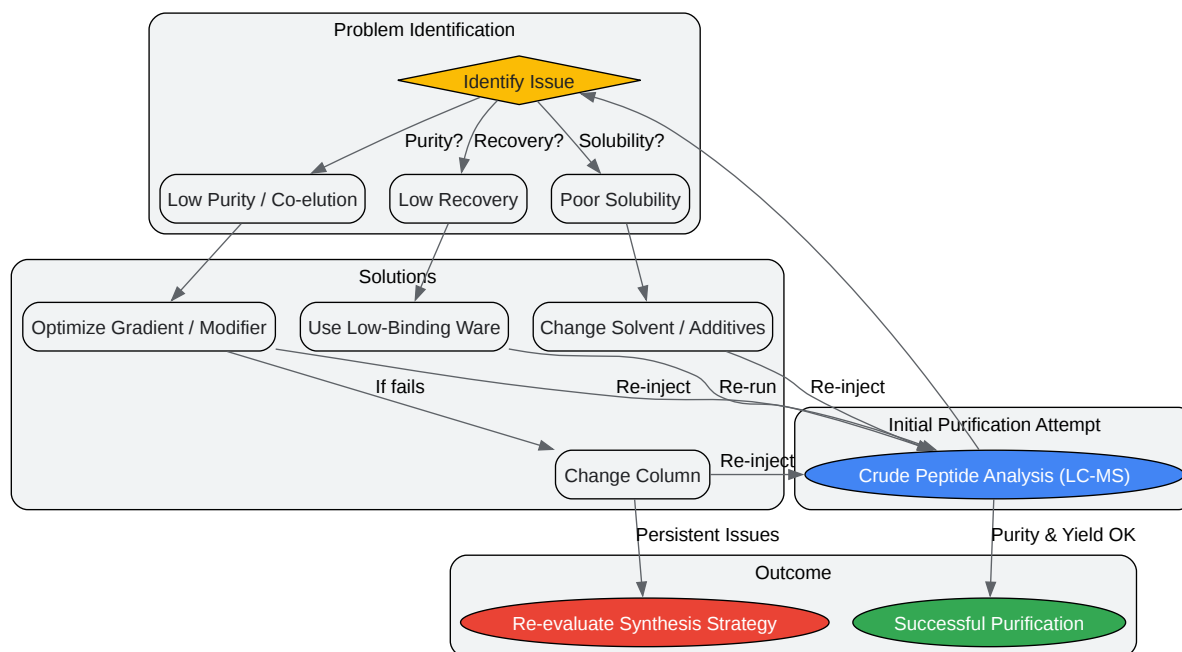 Problem Identification
Identify Issue
Purity?
Recovery?
Solubility?
Low Purity / Co-elution
Low Recovery
Poor Solubility
Solutions
Optimize Gradient / Modifier
Use Low-Binding Ware
Change Solvent / Additives
If fails
Re-inject
Re-run
Re-inject
Initial Purification Attempt
Change Column
Re-inject
Crude Peptide Analysis (LC-MS)
Persistent Issues
Purity & Yield OK
Outcome
Re-evaluate Synthesis Strategy
Successful Purification